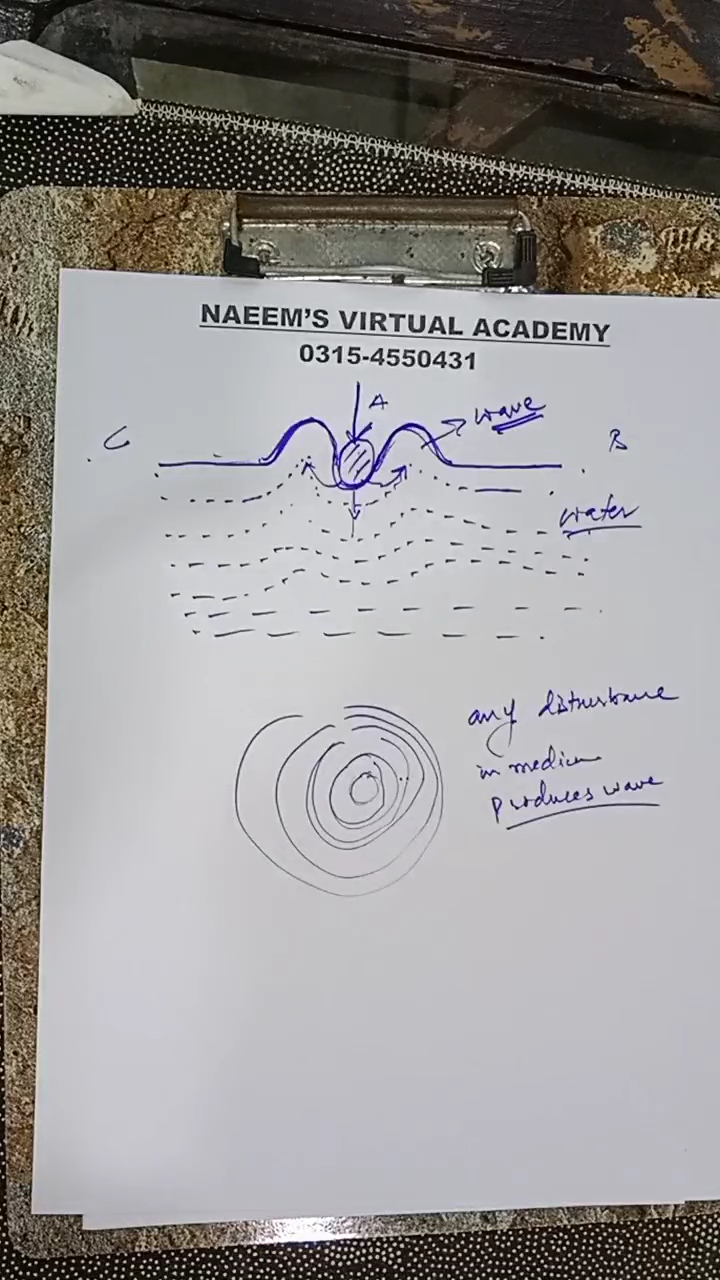 NAEEM'S VIRTUAL ACADEMY
0315-4550431
A
wave
C
B
water
any disturbance
in medium
produces wave